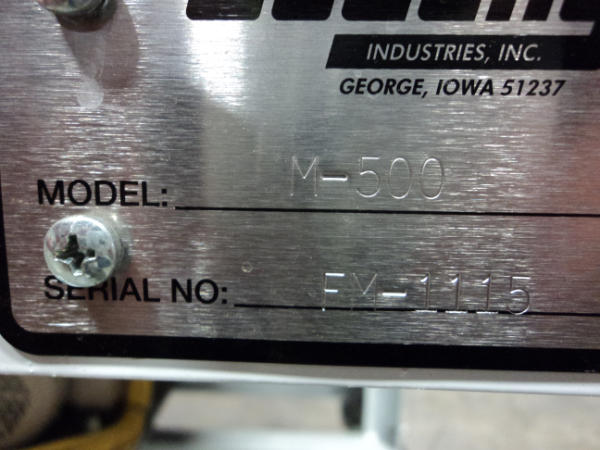 INDUSTRIES, INC.
GEORGE, IOWA 51237
MODEL: M-500
SERIAL NO: FM-1115